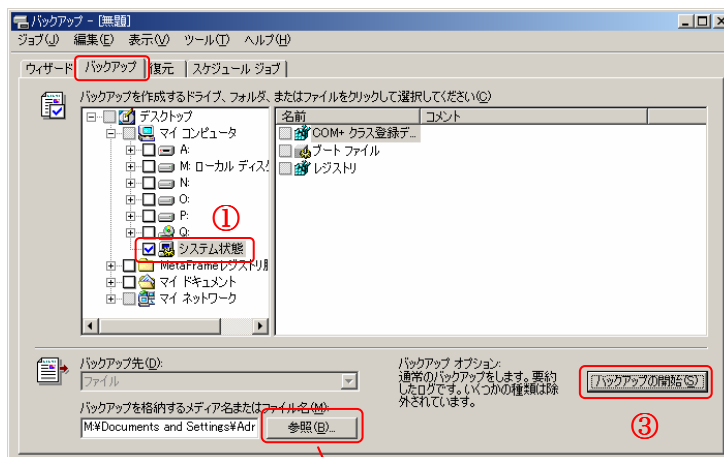 バックアップ - [無題]
ジョブ(J) 編集(E) 表示(V) ツール(T) ヘルプ(H)
ウィザード バックアップ 復元 スケジュール ジョブ
バックアップを作成するドライブ、フォルダ、またはファイルをクリックして選択してください(C)
デスクトップ
マイ コンピュータ
A:
M: ローカル ディスク
N:
O:
P:
Q:
システム状態
MetaFrameレジストリ
マイ ドキュメント
マイ ネットワーク
名前 コメント
COM+ クラス登録デ...
ブート ファイル
レジストリ
①
バックアップ先(D):
ファイル
バックアップを格納するメディア名またはファイル名(M):
M:¥Documents and Settings¥Adr
参照(B)...
バックアップ オプション:
通常のバックアップをします。要約
したログです。いくつかの種類は除
外されています。
バックアップの開始(S)
③